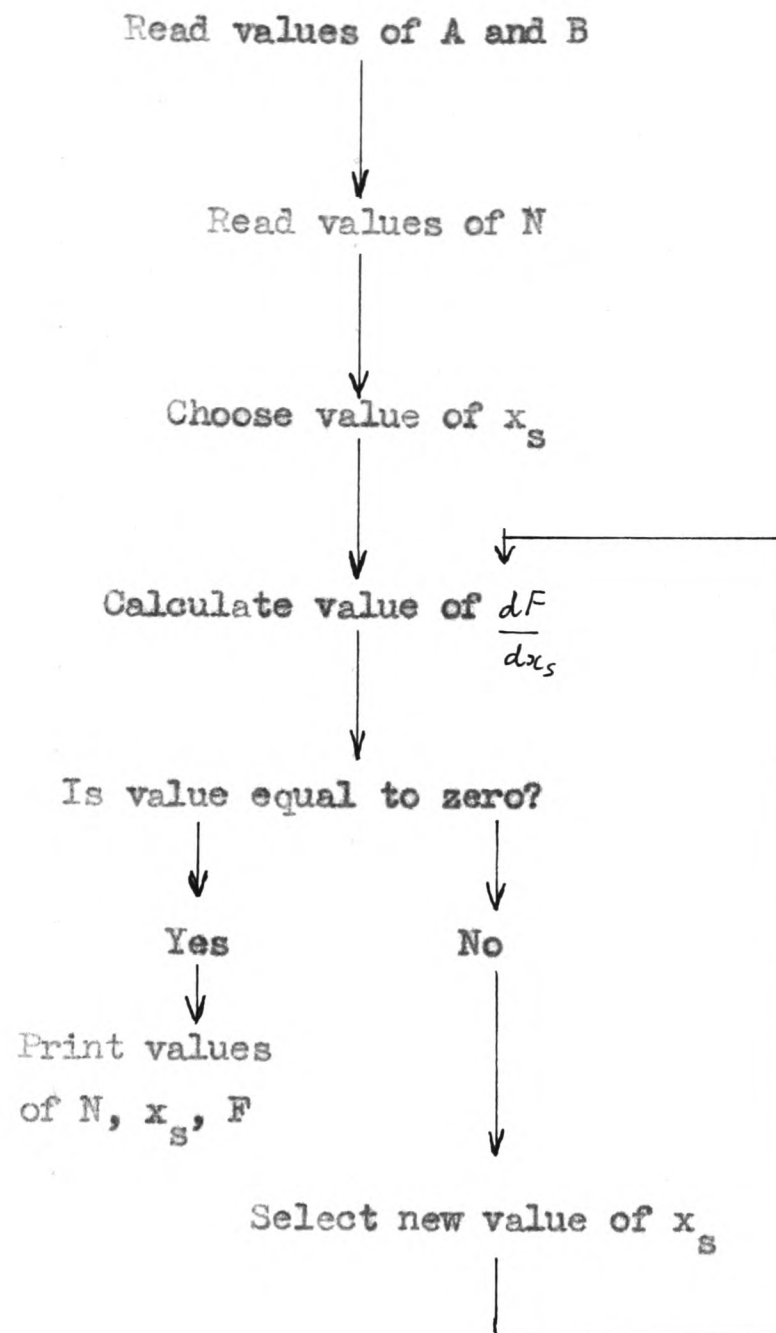 Read values of A and B
Read values of N
Choose value of x_s
Calculate value of dF/dx_s
Is value equal to zero?
Yes No
Print values
of N, x_s, F
Select new value of x_s